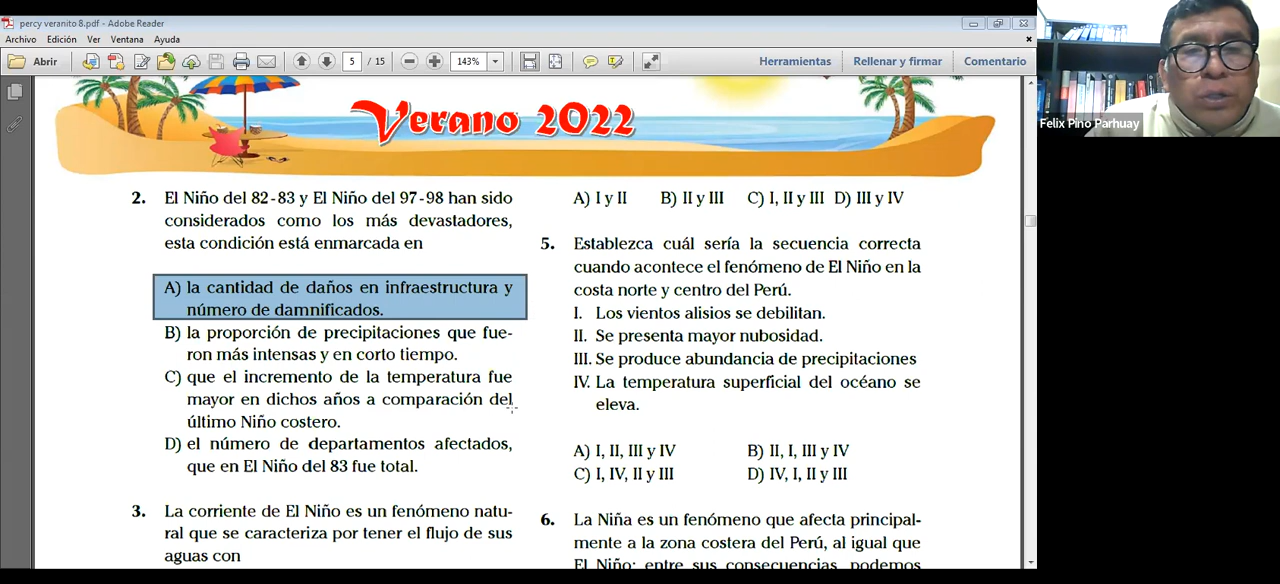 percy veranito 8.pdf - Adobe Reader
Archivo Edición Ver Ventana Ayuda
Abrir 5 / 15 143% Herramientas Rellenar y firmar Comentario
Verano 2022
2. El Niño del 82-83 y El Niño del 97-98 han sido
considerados como los más devastadores,
esta condición está enmarcada en
A) la cantidad de daños en infraestructura y
número de damnificados.
B) la proporción de precipitaciones que fue-
ron más intensas y en corto tiempo.
C) que el incremento de la temperatura fue
mayor en dichos años a comparación del
último Niño costero.
D) el número de departamentos afectados,
que en El Niño del 83 fue total.
3. La corriente de El Niño es un fenómeno natu-
ral que se caracteriza por tener el flujo de sus
aguas con
A) I y II B) II y III C) I, II y III D) III y IV
5. Establezca cuál sería la secuencia correcta
cuando acontece el fenómeno de El Niño en la
costa norte y centro del Perú.
I. Los vientos alisios se debilitan.
II. Se presenta mayor nubosidad.
III. Se produce abundancia de precipitaciones
IV. La temperatura superficial del océano se
eleva.
A) I, II, III y IV B) II, I, III y IV
C) I, IV, II y III D) IV, I, II y III
6. La Niña es un fenómeno que afecta principal-
mente a la zona costera del Perú, al igual que
El Niño; entre sus consecuencias, podemos
Felix Pino Parhuay